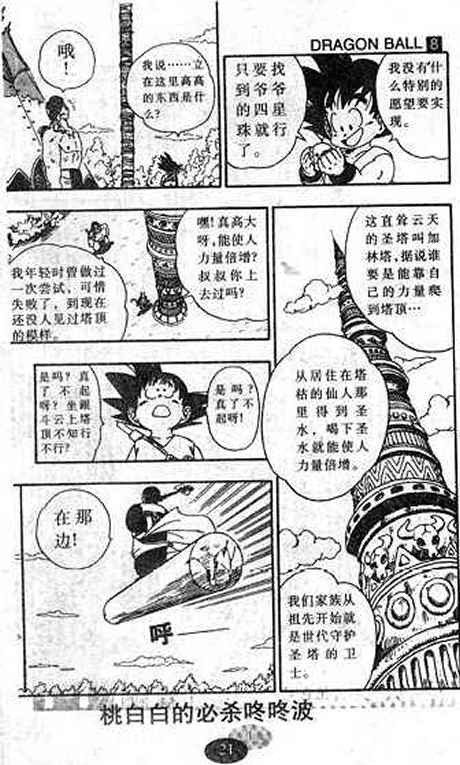 DRAGON BALL 8
我没有什
么特别的
愿望要实
现。
只要找
到爷爷
的四星
珠就行
了。
我说……立
在这里高高
的东西是什
么?
哦!
这直耸云天
的圣塔叫加
林塔,据说谁
要是能靠自
己的力量爬
到塔顶…
嘿!真高大
呀,能使人
力量倍增?
叔叔你上
去过吗?
我年轻时曾做过
一次尝试,可惜
失败了,到现在
还没人见过塔顶
的模样。
从居住在塔
枯的仙人那
里得到圣
水,喝下圣
水就能使人
力量倍增。
是吗?
真了不
起呀!
是吗?真
了不起
呀?坐跟
斗云上塔
顶不知行
不行?
我们家族从
祖先开始就
是世代守护
圣塔的卫
士。
在那
边!
呼——
桃白白的必杀咚咚波
21